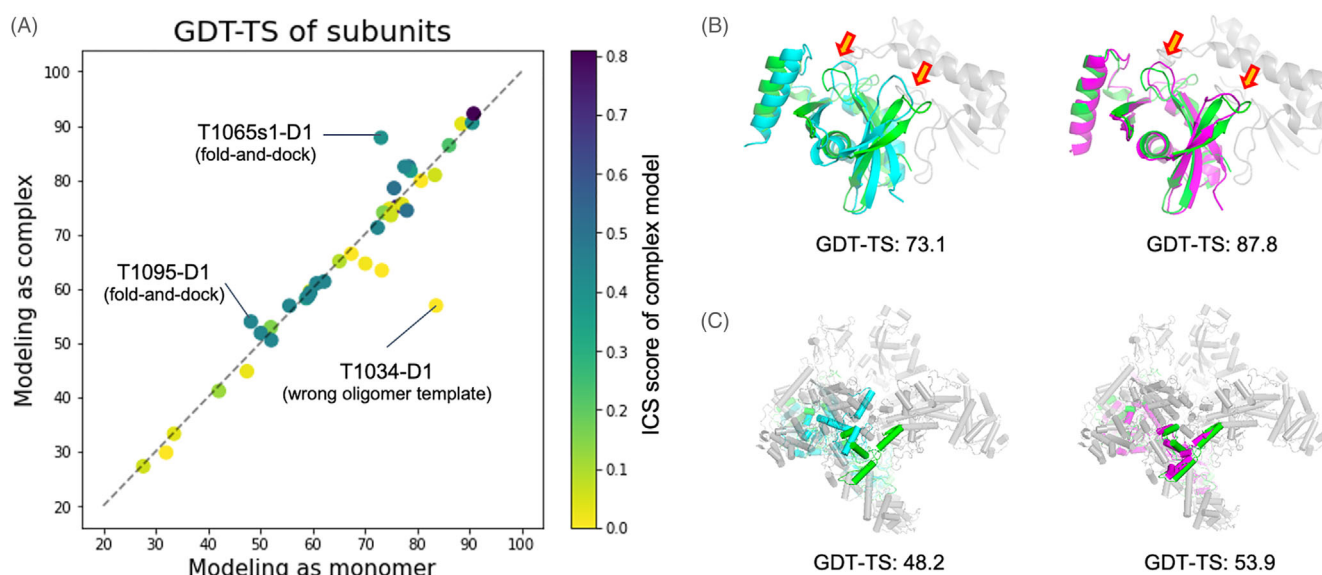 (A)
GDT-TS of subunits
100
90
80
70
60
50
40
30
20
Modeling as complex
T1065s1-D1
(fold-and-dock)
T1095-D1
(fold-and-dock)
T1034-D1
(wrong oligomer template)
20 30 40 50 60 70 80 90 100
Modeling as monomer
0.8
0.7
0.6
0.5
0.4
0.3
0.2
0.1
0.0
ICS score of complex model
(B)
GDT-TS: 73.1
GDT-TS: 87.8
(C)
GDT-TS: 48.2
GDT-TS: 53.9